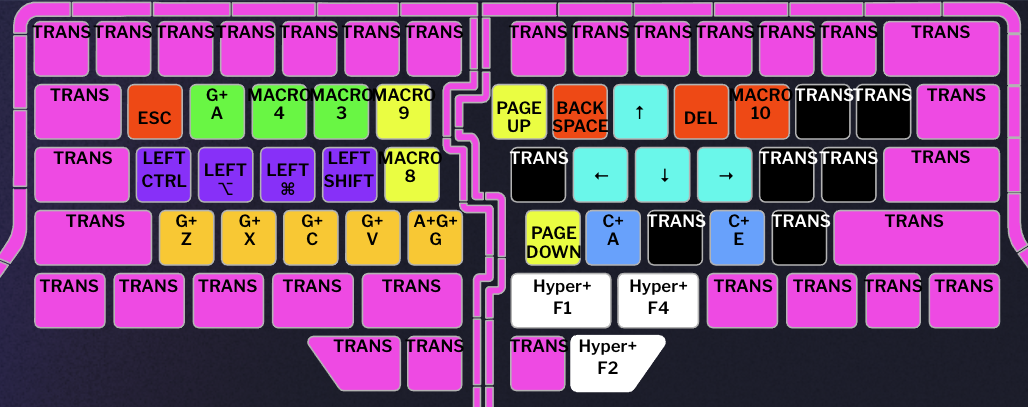 TRANS TRANS TRANS TRANS TRANS TRANS TRANS TRANS TRANS TRANS TRANS TRANS TRANS TRANS
TRANS ESC G+ A MACRO 4 MACRO 3 MACRO 9 PAGE UP BACK SPACE ↑ DEL MACRO 10 TRANS TRANS TRANS
TRANS LEFT CTRL LEFT ⌥ LEFT ⌘ LEFT SHIFT MACRO 8 TRANS ← ↓ → TRANS TRANS TRANS
TRANS G+ Z G+ X G+ C G+ V A+G+ G PAGE DOWN C+ A TRANS C+ E TRANS TRANS
TRANS TRANS TRANS TRANS TRANS Hyper+ F1 Hyper+ F4 TRANS TRANS TRANS TRANS
TRANS TRANS TRANS Hyper+ F2